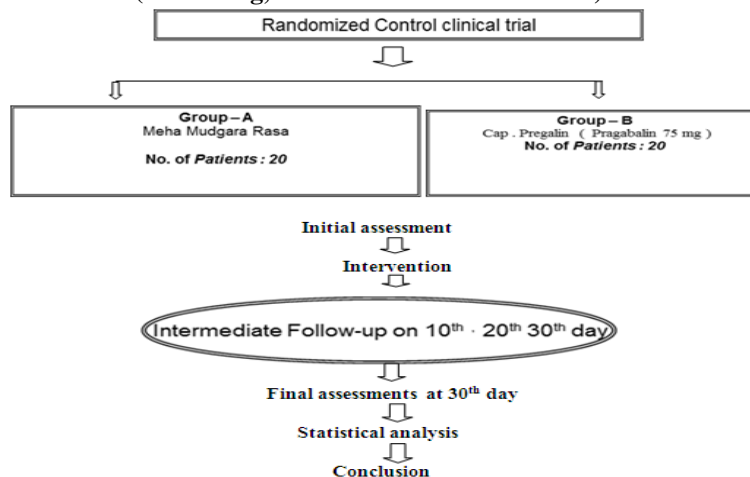 Randomized Control clinical trial
Group – A
Meha Mudgara Rasa
No. of Patients : 20
Group – B
Cap . Pregalin ( Pragabalin 75 mg )
No. of Patients : 20
Initial assessment
Intervention
Intermediate Follow-up on 10th · 20th 30th day
Final assessments at 30th day
Statistical analysis
Conclusion